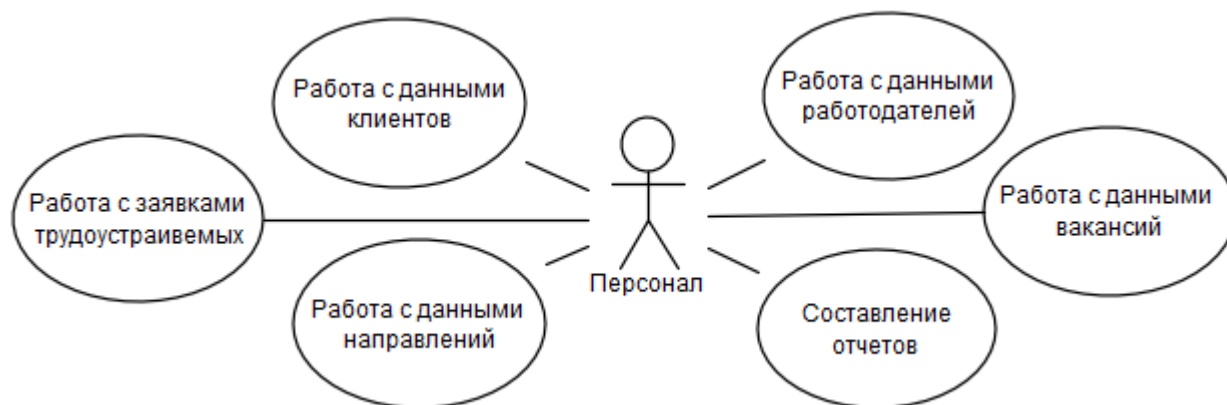 Работа с данными
клиентов
Работа с данными
работодателей
Работа с заявками
трудоустраивемых
Работа с данными
вакансий
Персонал
Работа с данными
направлений
Составление
отчетов